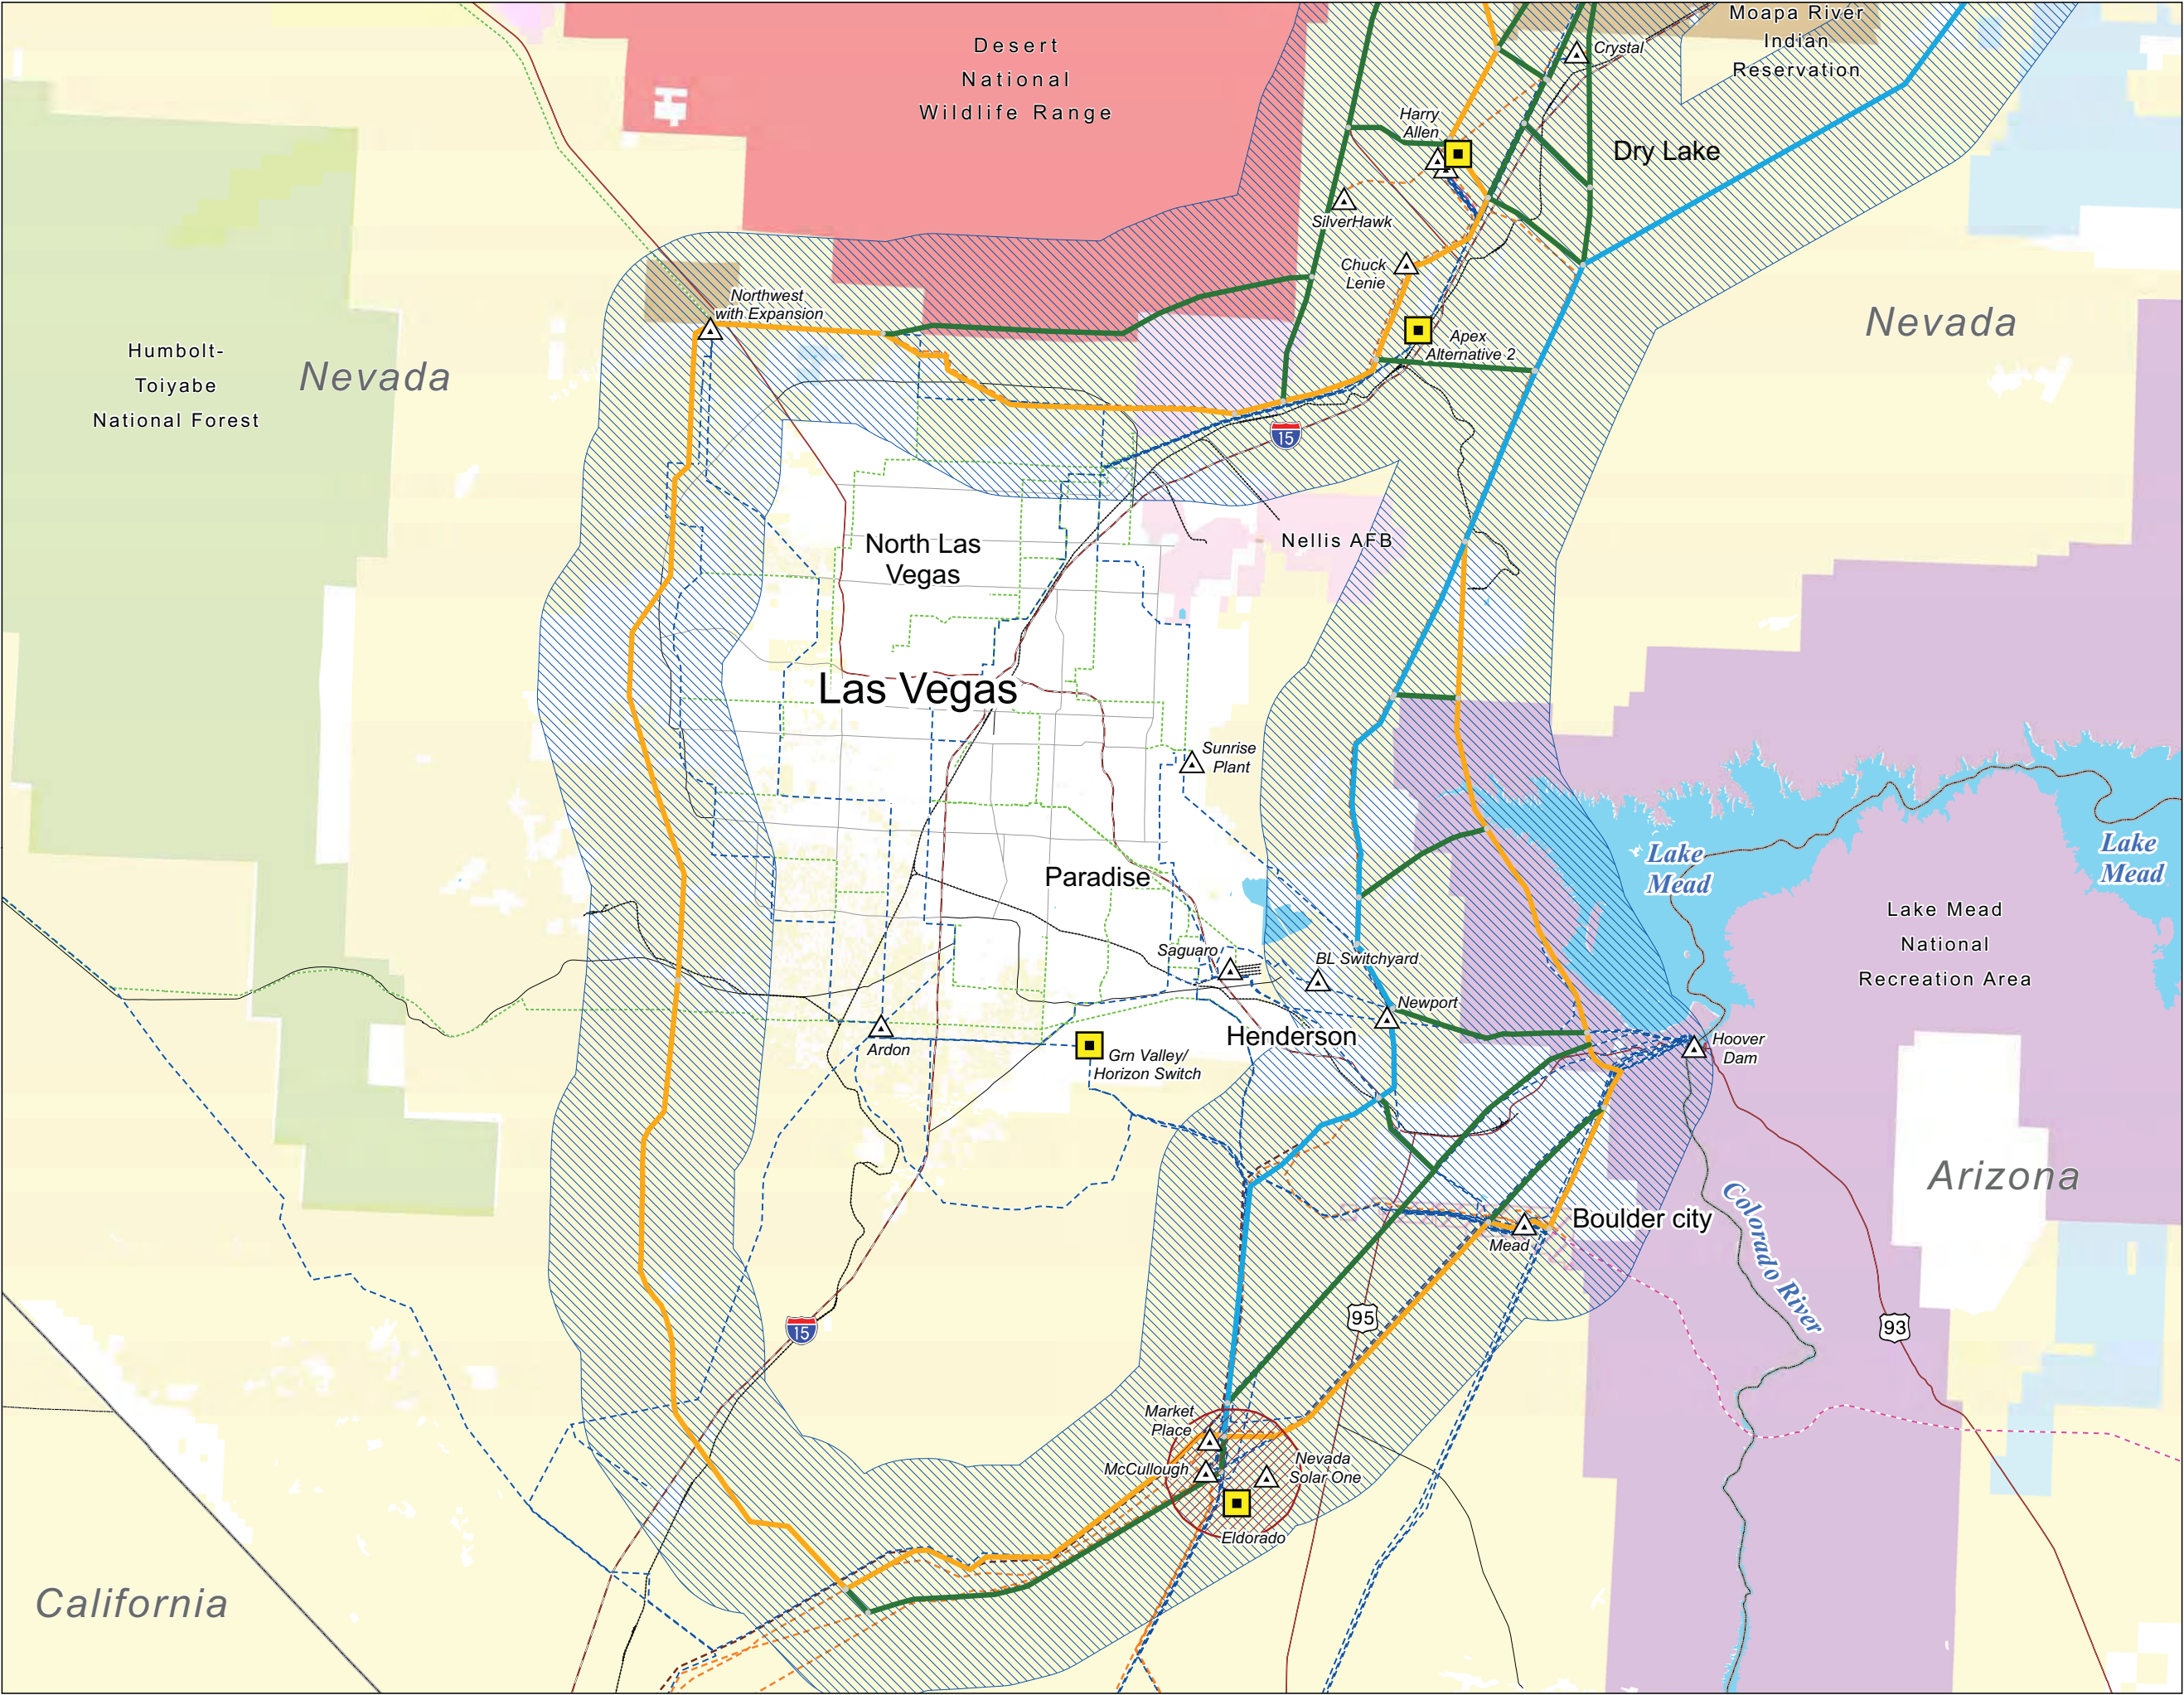 Desert
National
Wildlife Range
Moapa River
Indian
Reservation
Crystal
Harry
Allen
Dry Lake
SilverHawk
Chuck
Lenie
Northwest
with Expansion
Apex
Alternative 2
Nevada
Humbolt-
Toiyabe
National Forest
Nevada
15
Nellis AFB
North Las
Vegas
Las Vegas
Sunrise
Plant
Lake
Mead
Lake
Mead
Paradise
Lake Mead
National
Recreation Area
Saguaro
BL Switchyard
Newport
Henderson
Hoover
Dam
Ardon
Grn Valley/
Horizon Switch
Arizona
Boulder city
Mead
Colorado River
95
93
15
Market
Place
McCullough
Nevada
Solar One
Eldorado
California